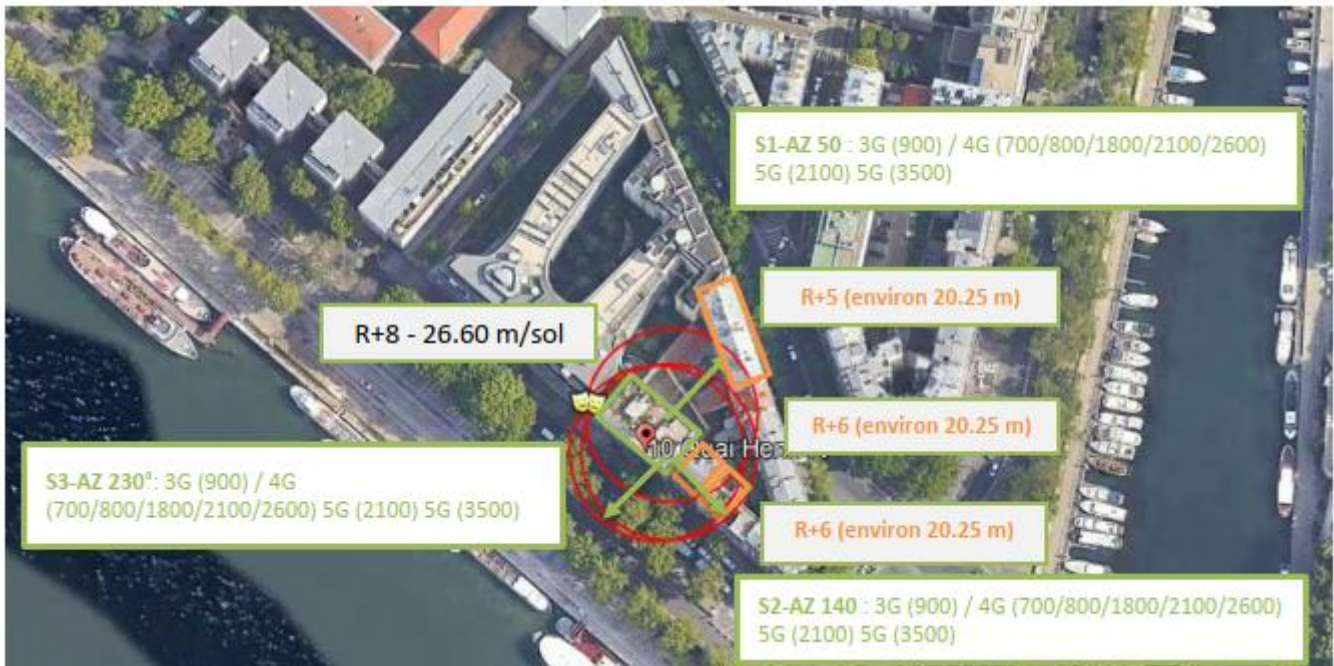 S1-AZ 50 : 3G (900) / 4G (700/800/1800/2100/2600)
5G (2100) 5G (3500)
R+5 (environ 20.25 m)
R+8 - 26.60 m/sol
R+6 (environ 20.25 m)
10 Quai Hen
S3-AZ 230°: 3G (900) / 4G
(700/800/1800/2100/2600) 5G (2100) 5G (3500)
R+6 (environ 20.25 m)
S2-AZ 140 : 3G (900) / 4G (700/800/1800/2100/2600)
5G (2100) 5G (3500)